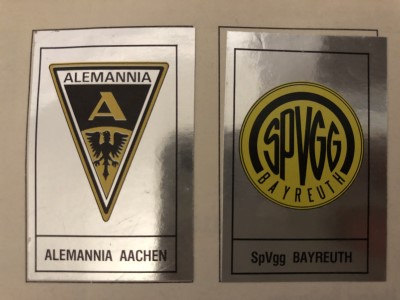 ALEMANNIA
A
ALEMANNIA AACHEN
SPVGG
BAYREUTH
SpVgg BAYREUTH